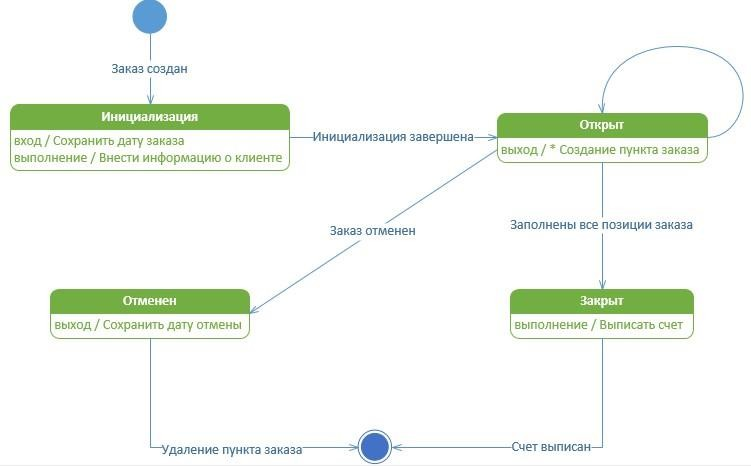 Заказ создан
Инициализация
вход / Сохранить дату заказа
выполнение / Внести информацию о клиенте
Инициализация завершена
Открыт
выход / * Создание пункта заказа
Заказ отменен
Заполнены все позиции заказа
Отменен
выход / Сохранить дату отмены
Закрыт
выполнение / Выписать счет
Удаление пункта заказа
Счет выписан